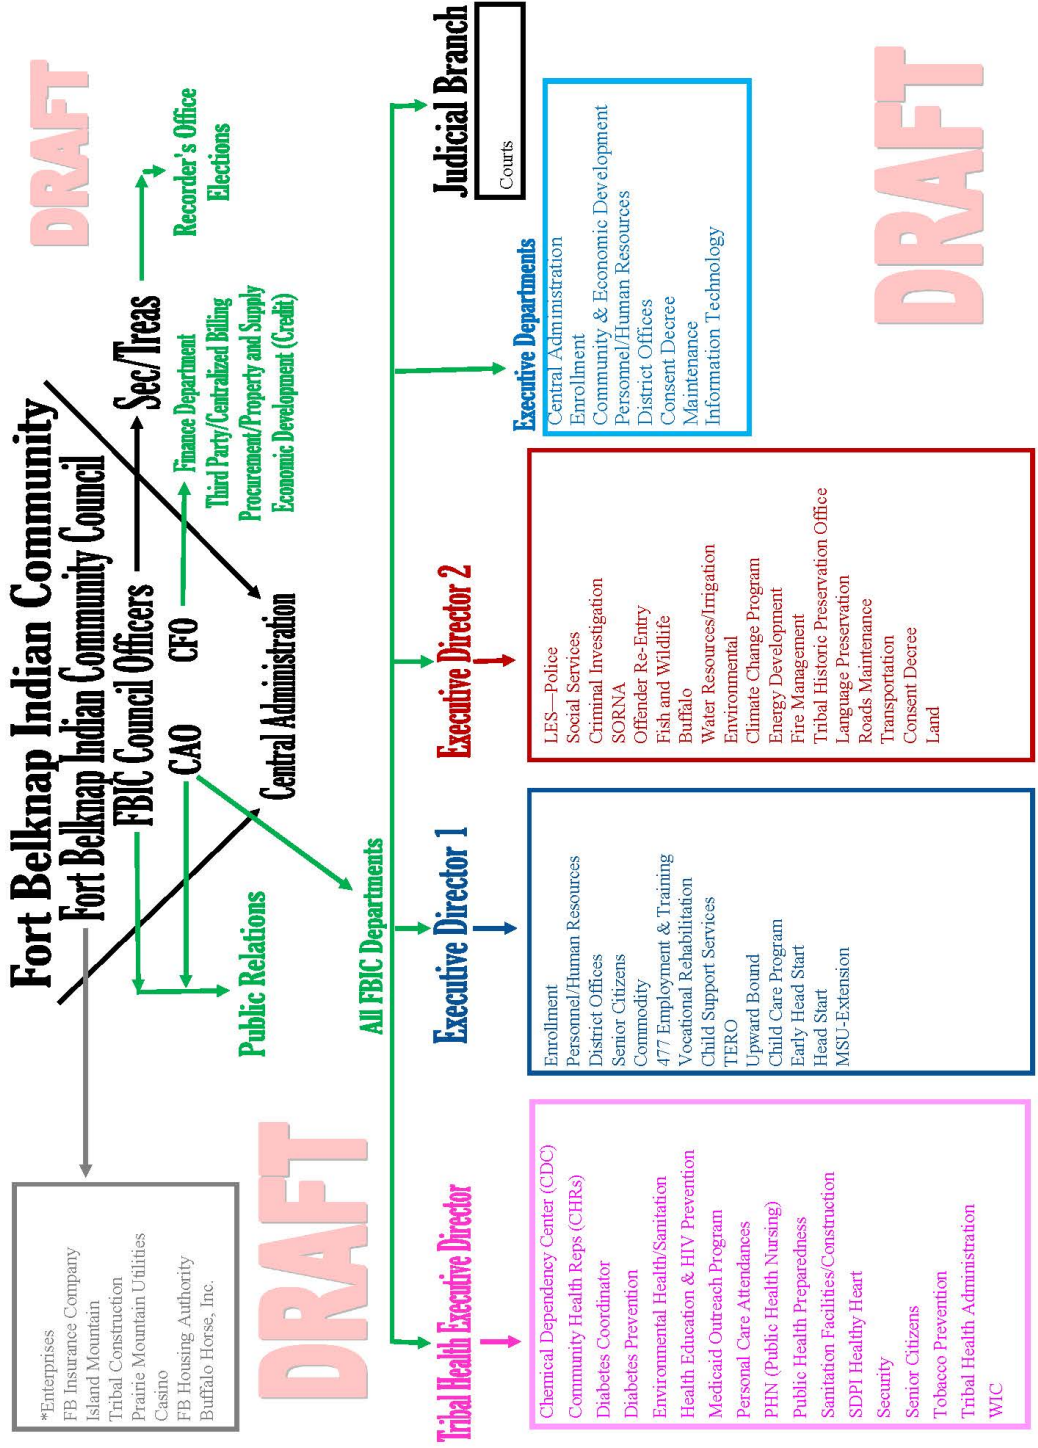 Fort Belknap Indian Community
Fort Belknap Indian Community Council
FBIC Council Officers
Sec/Treas
CAO
CFO
DRAFT
Recorder's Office
Elections
Finance Department
Third Party/Centralized Billing
Procurement/Property and Supply
Economic Development (Credit)
Central Administration
Public Relations
*Enterprises
FB Insurance Company
Island Mountain
Tribal Construction
Prairie Mountain Utilities
Casino
FB Housing Authority
Buffalo Horse, Inc.
DRAFT
All FBIC Departments
Tribal Health Executive Director
Chemical Dependency Center (CDC)
Community Health Reps (CHRs)
Diabetes Coordinator
Diabetes Prevention
Environmental Health/Sanitation
Health Education & HIV Prevention
Medicaid Outreach Program
Personal Care Attendances
PHN (Public Health Nursing)
Public Health Preparedness
Sanitation Facilities/Construction
SDPI Healthy Heart
Security
Senior Citizens
Tobacco Prevention
Tribal Health Administration
WIC
Executive Director 1
Enrollment
Personnel/Human Resources
District Offices
Senior Citizens
Commodity
477 Employment & Training
Vocational Rehabilitation
Child Support Services
TERO
Upward Bound
Child Care Program
Early Head Start
Head Start
MSU-Extension
Executive Director 2
LES—Police
Social Services
Criminal Investigation
SORNA
Offender Re-Entry
Fish and Wildlife
Buffalo
Water Resources/Irrigation
Environmental
Climate Change Program
Energy Development
Fire Management
Tribal Historic Preservation Office
Language Preservation
Roads Maintenance
Transportation
Consent Decree
Land
Executive Departments
Central Administration
Enrollment
Community & Economic Development
Personnel/Human Resources
District Offices
Consent Decree
Maintenance
Information Technology
Judicial Branch
Courts
DRAFT